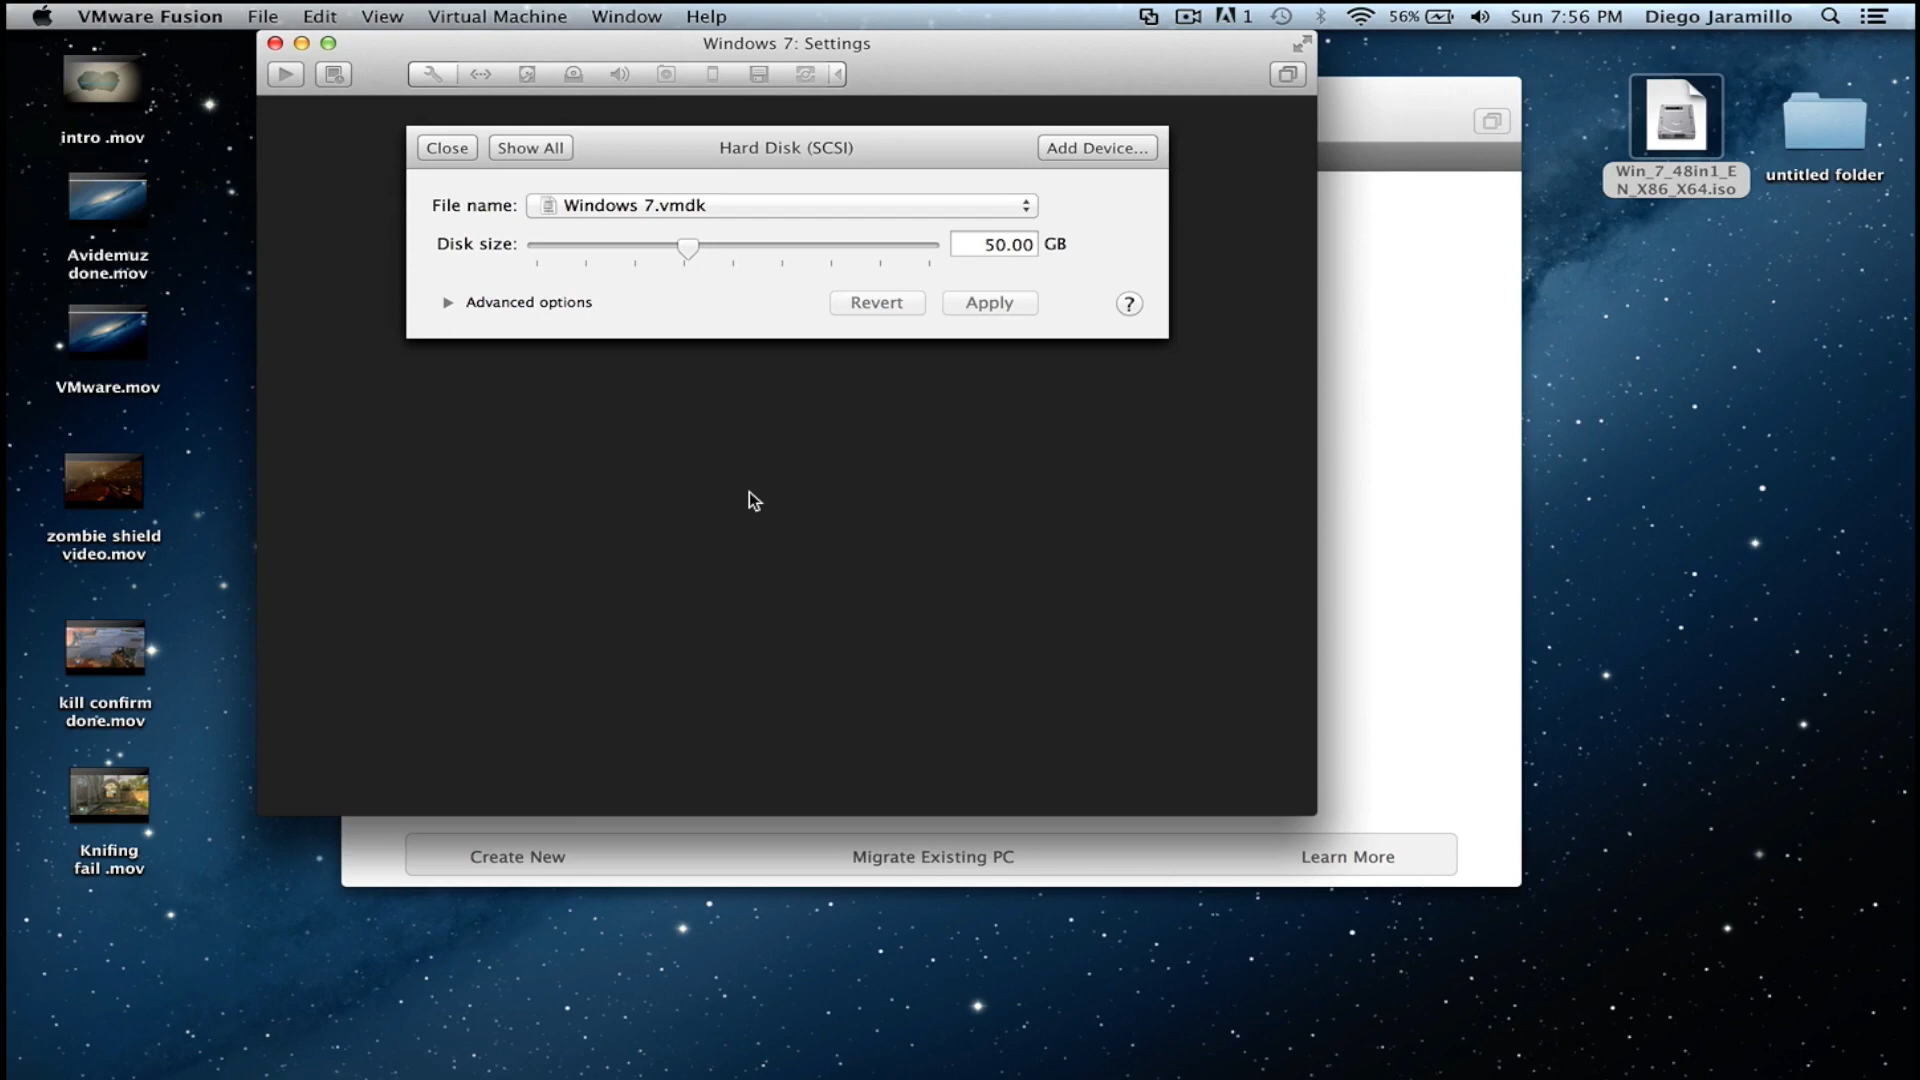 VMware Fusion File Edit View Virtual Machine Window Help
1 56% Sun 7:56 PM Diego Jaramillo
Windows 7: Settings
Close Show All Hard Disk (SCSI) Add Device...
File name: Windows 7.vmdk
Disk size: 50.00 GB
Advanced options Revert Apply ?
Create New Migrate Existing PC Learn More
intro .mov
Avidemuz
done.mov
VMware.mov
zombie shield
video.mov
kill confirm
done.mov
Knifing
fail .mov
Win_7_48in1_E
N_X86_X64.iso
untitled folder